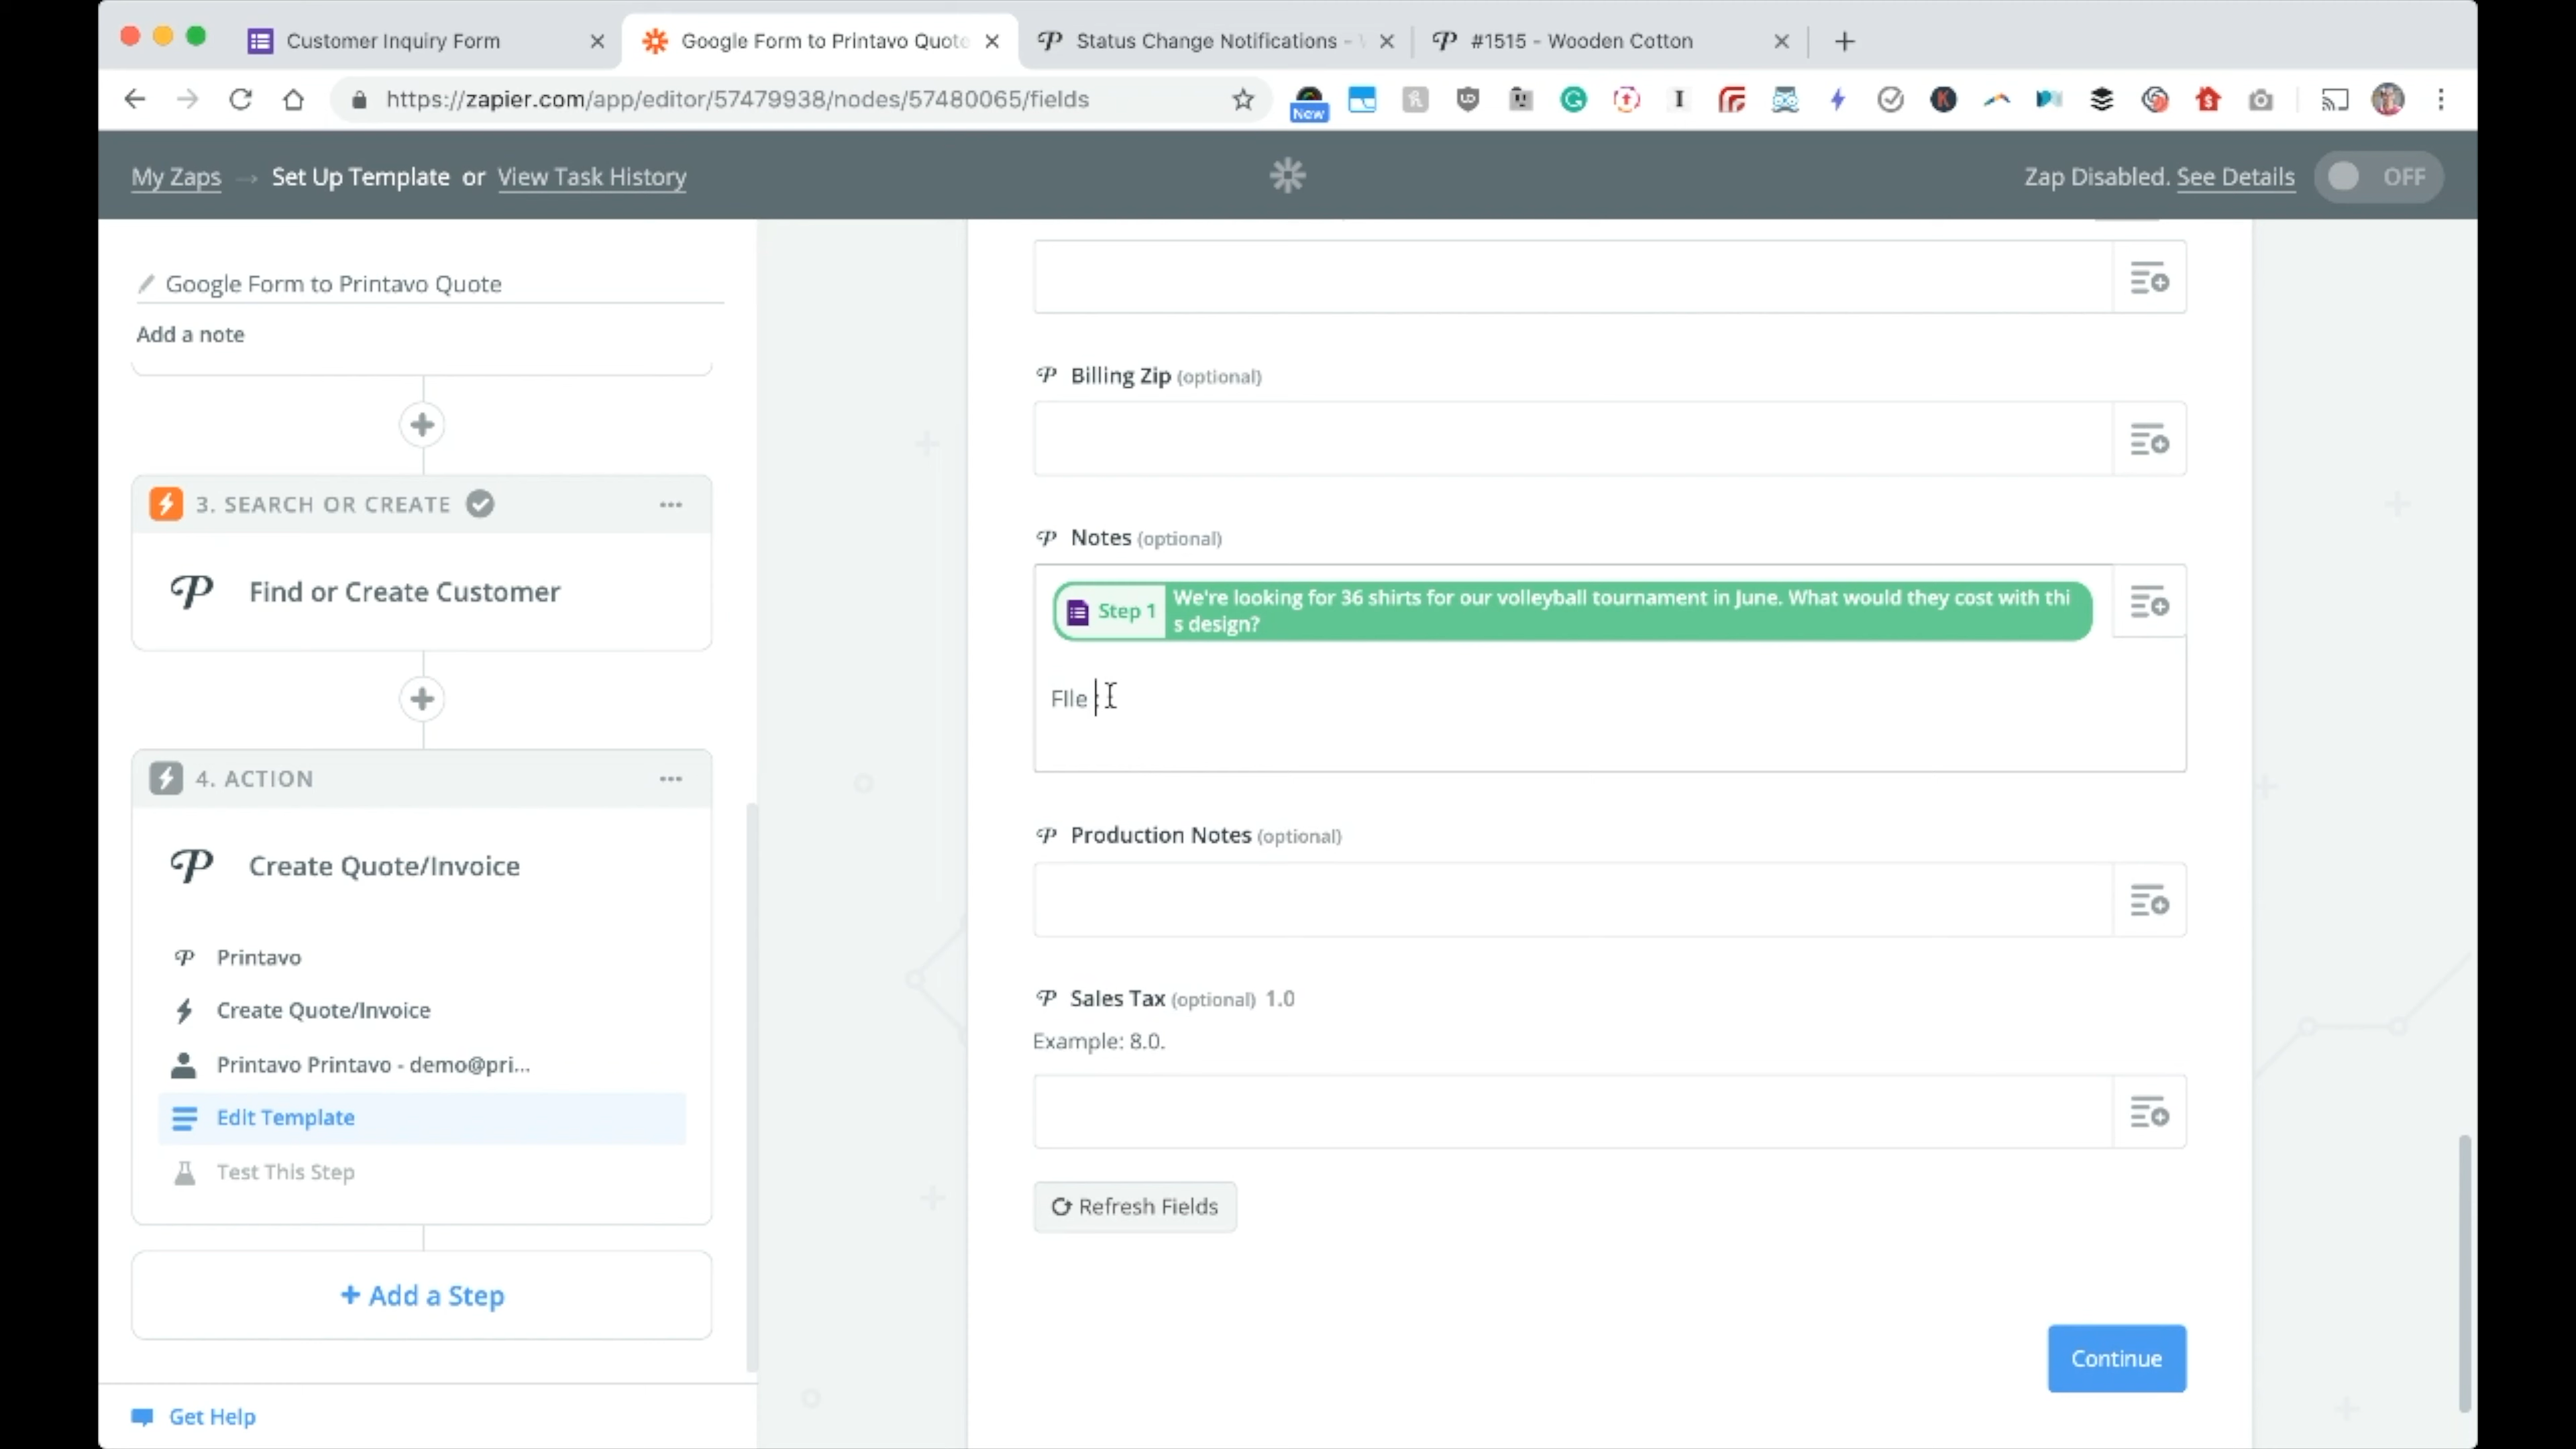 Customer Inquiry Form
Google Form to Printavo Quote
Status Change Notifications -
#1515 - Wooden Cotton
https://zapier.com/app/editor/57479938/nodes/57480065/fields
New
My Zaps → Set Up Template or View Task History
Zap Disabled. See Details OFF
Google Form to Printavo Quote
Add a note
3. SEARCH OR CREATE
Find or Create Customer
4. ACTION
Create Quote/Invoice
Printavo
Create Quote/Invoice
Printavo Printavo - demo@pri...
Edit Template
Test This Step
+ Add a Step
Get Help
Billing Zip (optional)
Notes (optional)
Step 1 We're looking for 36 shirts for our volleyball tournament in June. What would they cost with thi
s design?
FIle
Production Notes (optional)
Sales Tax (optional) 1.0
Example: 8.0.
Refresh Fields
Continue